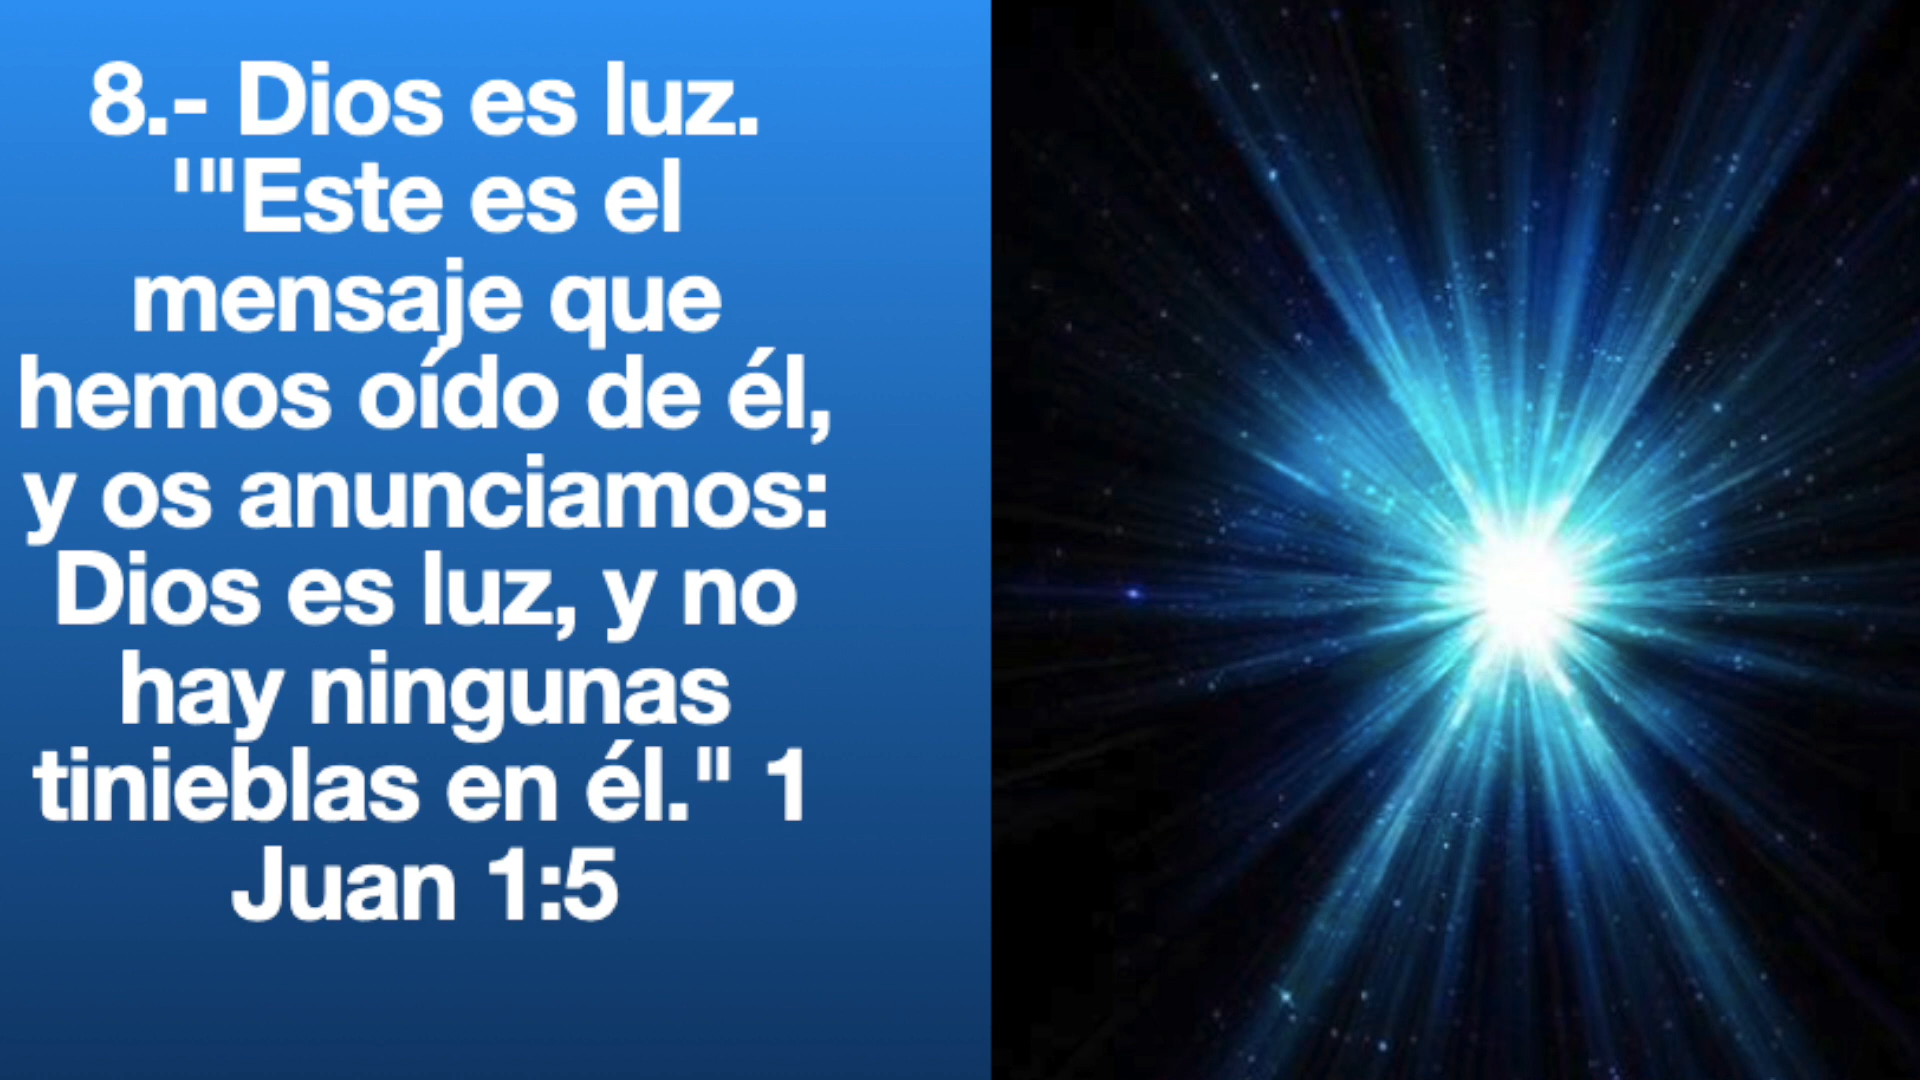 8.- Dios es luz.
'"Este es el
mensaje que
hemos oído de él,
y os anunciamos:
Dios es luz, y no
hay ningunas
tinieblas en él." 1
Juan 1:5